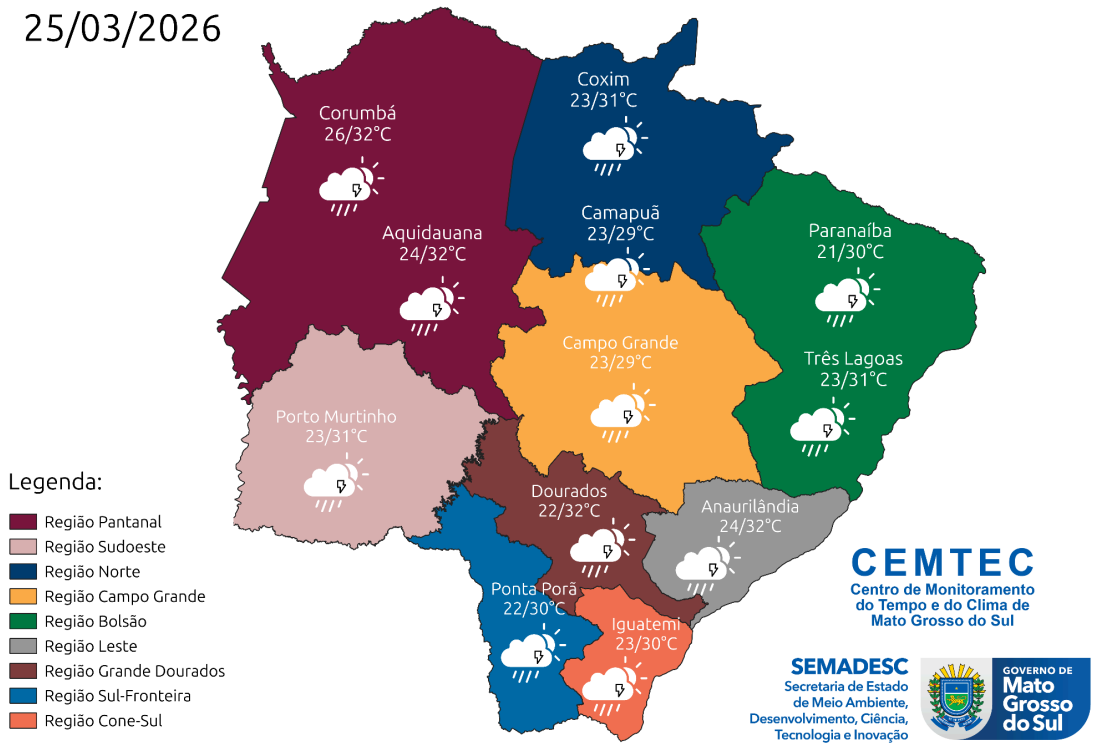 25/03/2026
Coxim
23/31°C
Corumbá
26/32°C
Camapuã
23/29°C
Aquidauana
24/32°C
Paranaíba
21/30°C
Campo Grande
23/29°C
Três Lagoas
23/31°C
Porto Murtinho
23/31°C
Dourados
22/32°C
Anaurilândia
24/32°C
Ponta Porã
22/30°C
Iguatemi
23/30°C
Legenda:
Região Pantanal
Região Sudoeste
Região Norte
Região Campo Grande
Região Bolsão
Região Leste
Região Grande Dourados
Região Sul-Fronteira
Região Cone-Sul
CEMTEC
Centro de Monitoramento
do Tempo e do Clima de
Mato Grosso do Sul
SEMADESC
Secretaria de Estado
de Meio Ambiente,
Desenvolvimento, Ciência,
Tecnologia e Inovação
GOVERNO DE
Mato
Grosso
do Sul